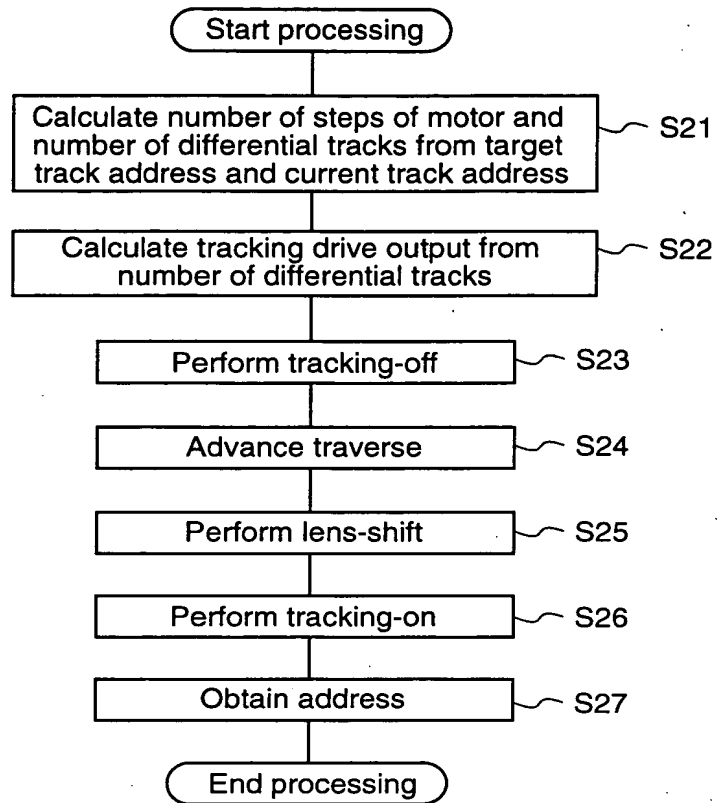 Start processing
Calculate number of steps of motor and
number of differential tracks from target
track address and current track address
S21
Calculate tracking drive output from
number of differential tracks
S22
Perform tracking-off
S23
Advance traverse
S24
Perform lens-shift
S25
Perform tracking-on
S26
Obtain address
S27
End processing